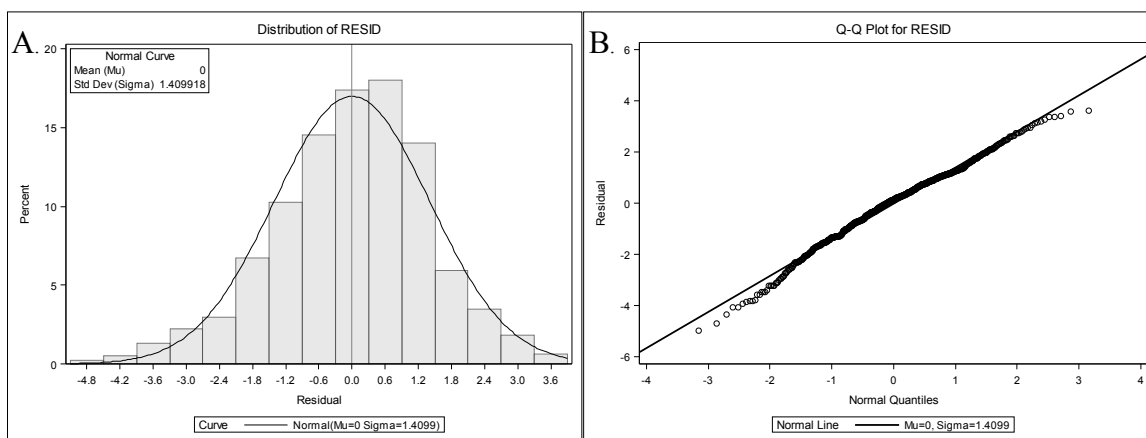 A.
Distribution of RESID
Normal Curve
Mean (Mu) 0
Std Dev (Sigma) 1.409918
20
15
10
5
0
Percent
-4.8 -4.2 -3.6 -3.0 -2.4 -1.8 -1.2 -0.6 0.0 0.6 1.2 1.8 2.4 3.0 3.6
Residual
Curve Normal(Mu=0 Sigma=1.4099)
B.
Q-Q Plot for RESID
6
4
2
0
-2
-4
-6
Residual
-4 -3 -2 -1 0 1 2 3 4
Normal Quantiles
Normal Line Mu=0, Sigma=1.4099